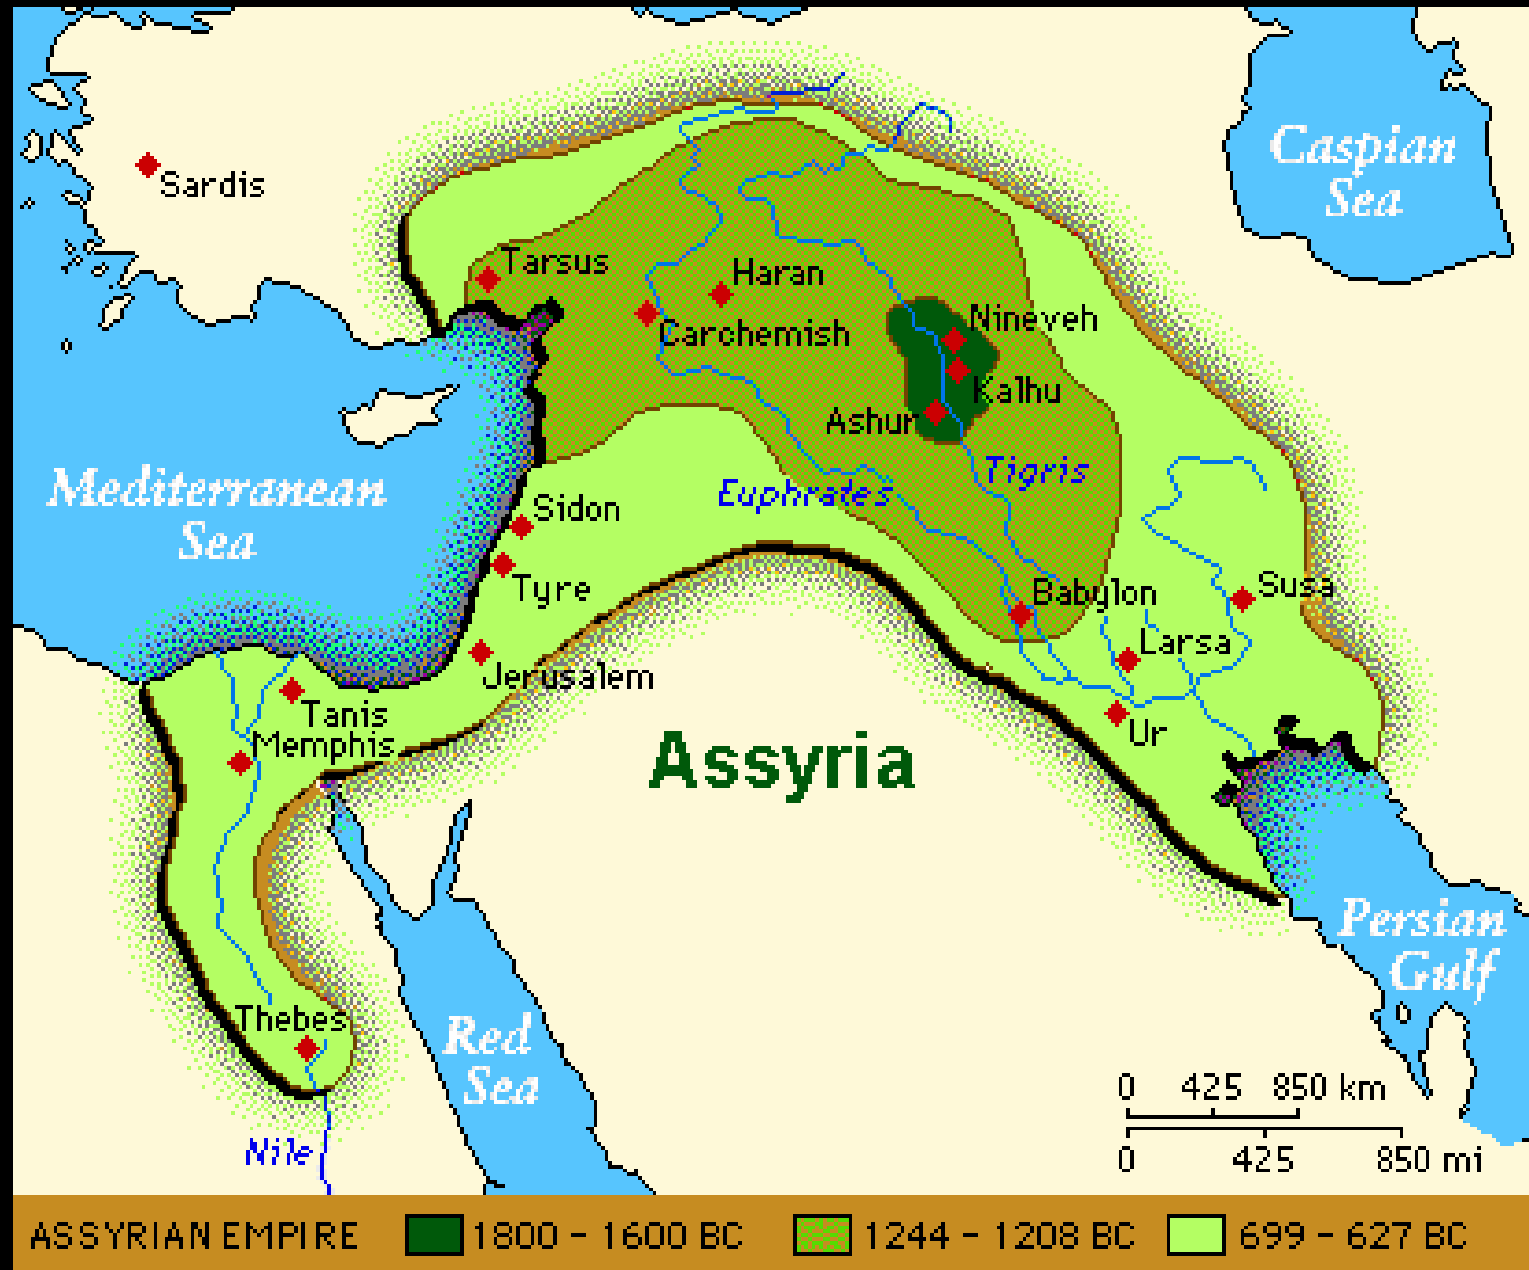 Caspian
Sea
Sardis
Tarsus
Haran
Carchemish
Nineveh
Kalhu
Ashur
Tigris
Euphrates
Mediterranean
Sea
Sidon
Tyre
Babylon
Susa
Larsa
Jerusalem
Tanis
Memphis
Ur
Assyria
Persian
Gulf
Thebes
Red
Sea
Nile
0 425 850 km
0 425 850 mi
ASSYRIAN EMPIRE 1800 - 1600 BC 1244 - 1208 BC 699 - 627 BC